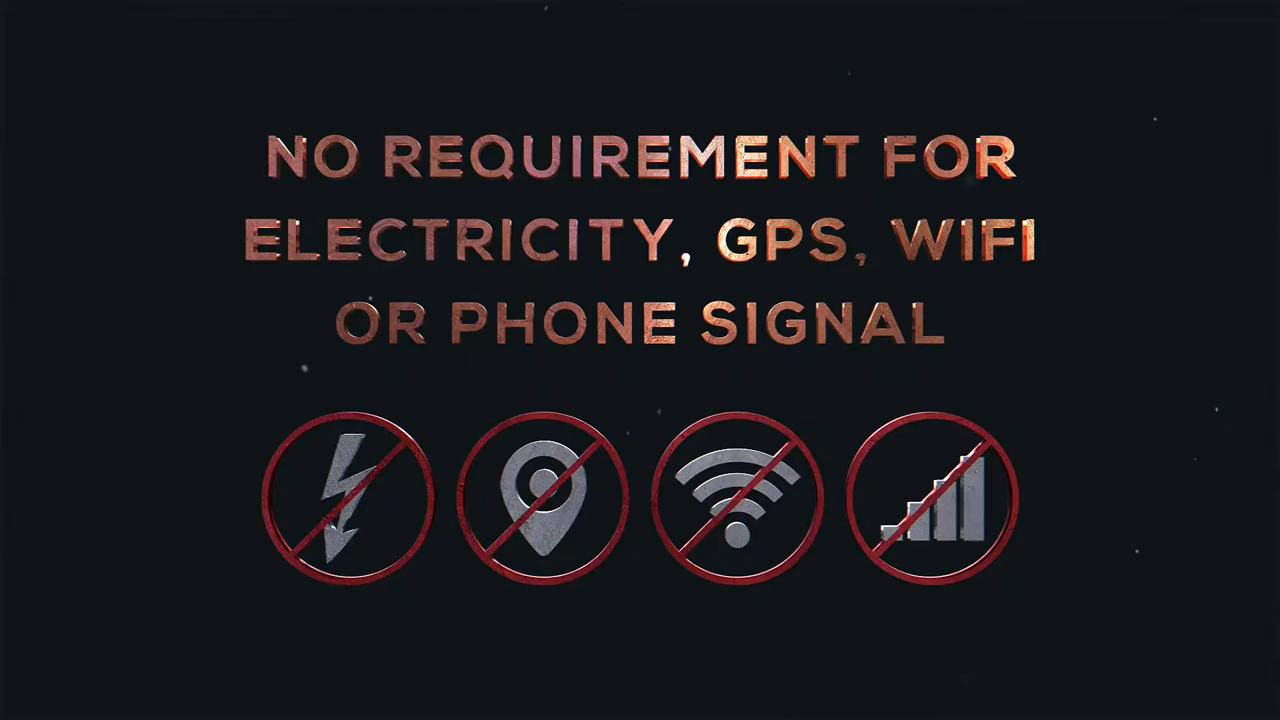 NO REQUIREMENT FOR
ELECTRICITY, GPS, WIFI
OR PHONE SIGNAL